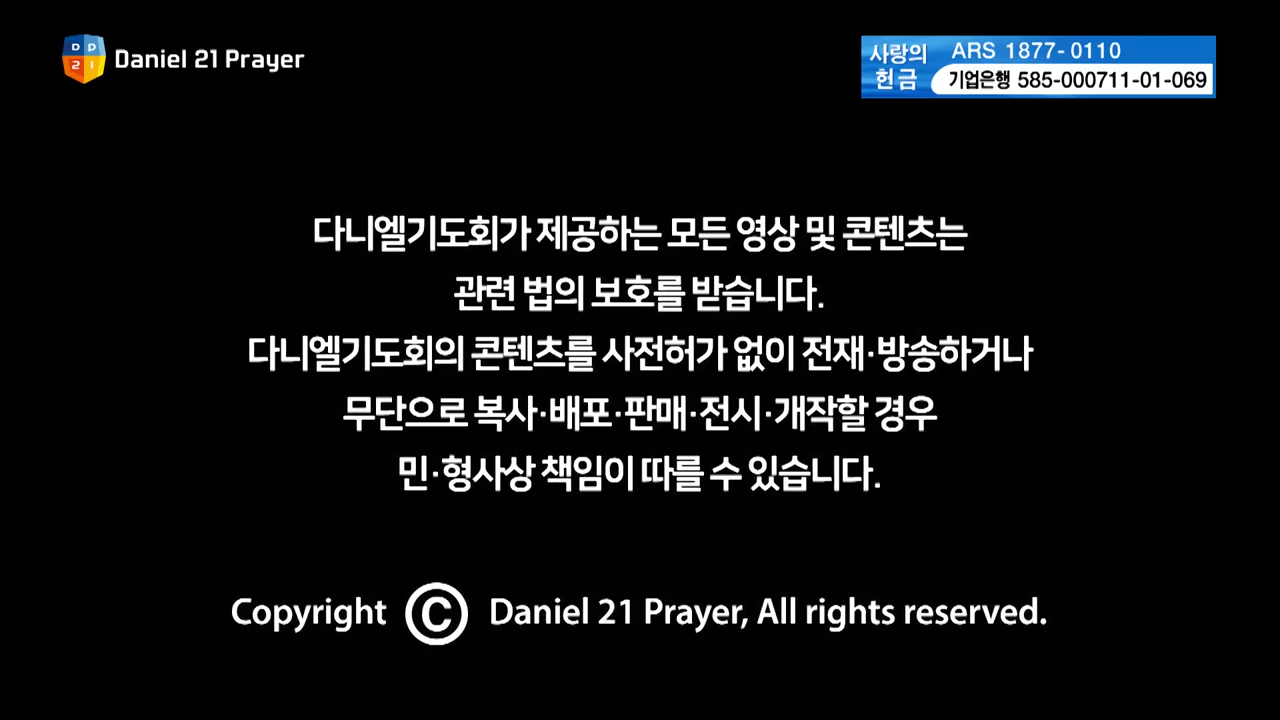 DD
21
Daniel 21 Prayer
사랑의
헌금
ARS 1877-0110
기업은행 585-000711-01-069
다니엘기도회가 제공하는 모든 영상 및 콘텐츠는
관련 법의 보호를 받습니다.
다니엘기도회의 콘텐츠를 사전허가 없이 전재·방송하거나
무단으로 복사·배포·판매·전시·개작할 경우
민·형사상 책임이 따를 수 있습니다.
Copyright © Daniel 21 Prayer, All rights reserved.